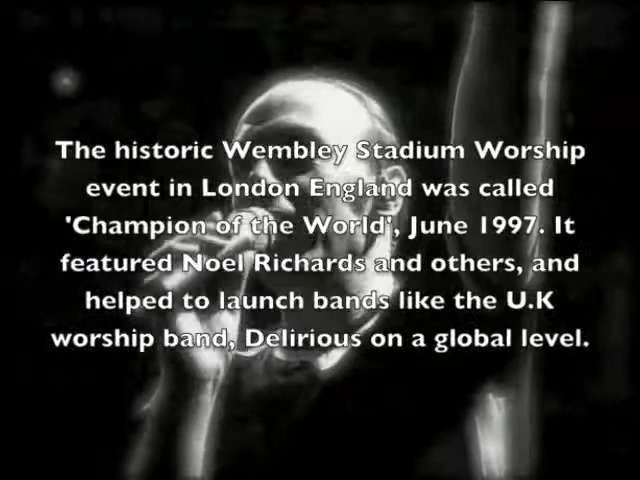 The historic Wembley Stadium Worship
event in London England was called
'Champion of the World', June 1997. It
featured Noel Richards and others, and
helped to launch bands like the U.K
worship band, Delirious on a global level.